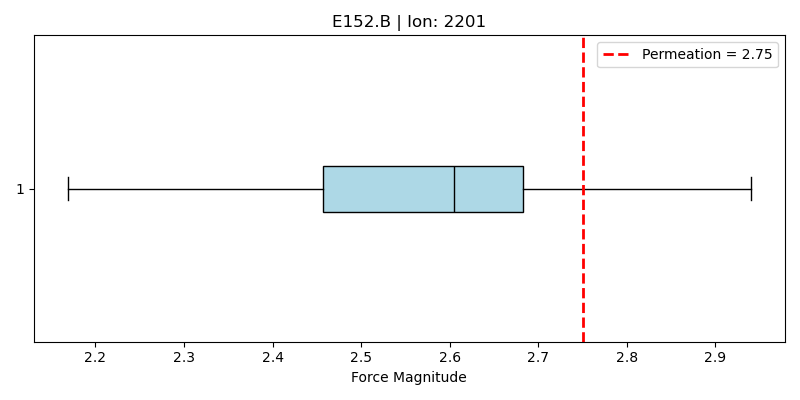 E152.B | Ion: 2201
Permeation = 2.75
1
2.2 2.3 2.4 2.5 2.6 2.7 2.8 2.9
Force Magnitude